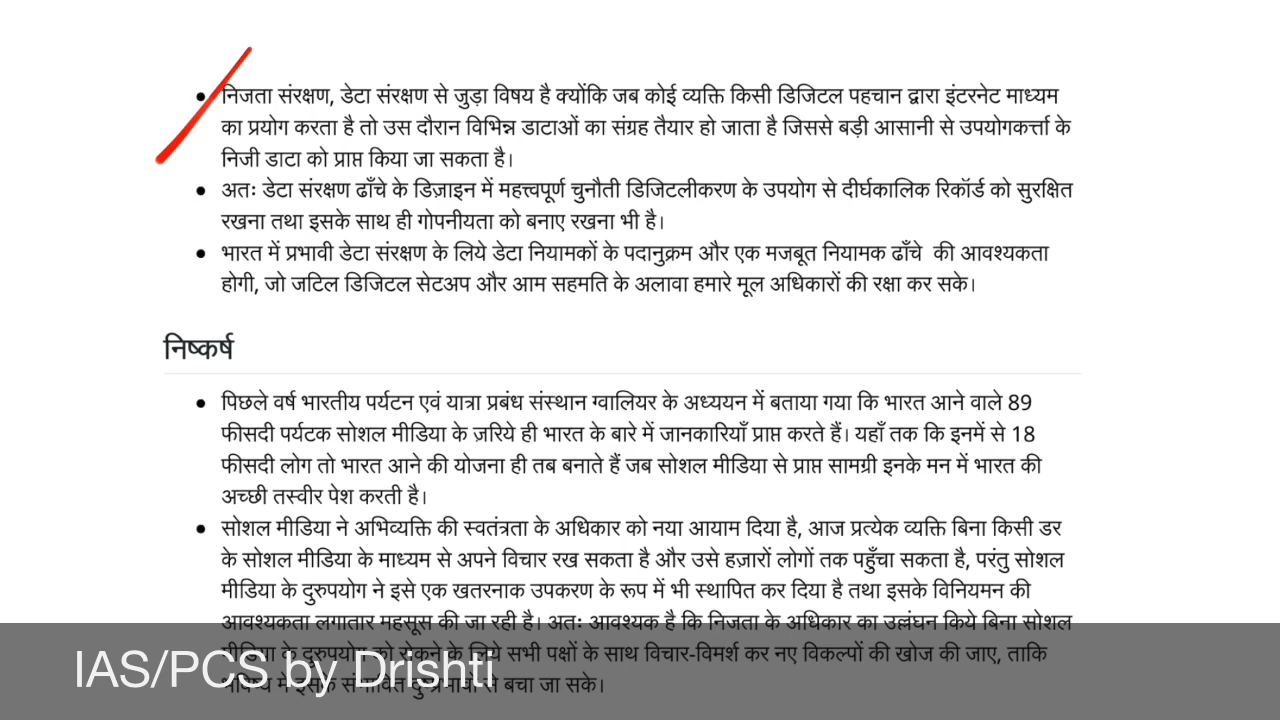 निजता संरक्षण, डेटा संरक्षण से जुड़ा विषय है क्योंकि जब कोई व्यक्ति किसी डिजिटल पहचान द्वारा इंटरनेट माध्यम
का प्रयोग करता है तो उस दौरान विभिन्न डाटाओं का संग्रह तैयार हो जाता है जिससे बड़ी आसानी से उपयोगकर्त्ता के
निजी डाटा को प्राप्त किया जा सकता है।
अतः डेटा संरक्षण ढाँचे के डिज़ाइन में महत्त्वपूर्ण चुनौती डिजिटलीकरण के उपयोग से दीर्घकालिक रिकॉर्ड को सुरक्षित
रखना तथा इसके साथ ही गोपनीयता को बनाए रखना भी है।
भारत में प्रभावी डेटा संरक्षण के लिये डेटा नियामकों के पदानुक्रम और एक मजबूत नियामक ढाँचे की आवश्यकता
होगी, जो जटिल डिजिटल सेटअप और आम सहमति के अलावा हमारे मूल अधिकारों की रक्षा कर सके।
निष्कर्ष
पिछले वर्ष भारतीय पर्यटन एवं यात्रा प्रबंध संस्थान ग्वालियर के अध्ययन में बताया गया कि भारत आने वाले 89
फीसदी पर्यटक सोशल मीडिया के ज़रिये ही भारत के बारे में जानकारियाँ प्राप्त करते हैं। यहाँ तक कि इनमें से 18
फीसदी लोग तो भारत आने की योजना ही तब बनाते हैं जब सोशल मीडिया से प्राप्त सामग्री इनके मन में भारत की
अच्छी तस्वीर पेश करती है।
सोशल मीडिया ने अभिव्यक्ति की स्वतंत्रता के अधिकार को नया आयाम दिया है, आज प्रत्येक व्यक्ति बिना किसी डर
के सोशल मीडिया के माध्यम से अपने विचार रख सकता है और उसे हज़ारों लोगों तक पहुँचा सकता है, परंतु सोशल
मीडिया के दुरुपयोग ने इसे एक खतरनाक उपकरण के रूप में भी स्थापित कर दिया है तथा इसके विनियमन की
आवश्यकता लगातार महसूस की जा रही है। अतः आवश्यक है कि निजता के अधिकार का उल्लंघन किये बिना सोशल
मीडिया के दुरुपयोग को रोकने के लिये सभी पक्षों के साथ विचार-विमर्श कर नए विकल्पों की खोज की जाए, ताकि
से बचा जा सके।
IAS/PCS by Drishti